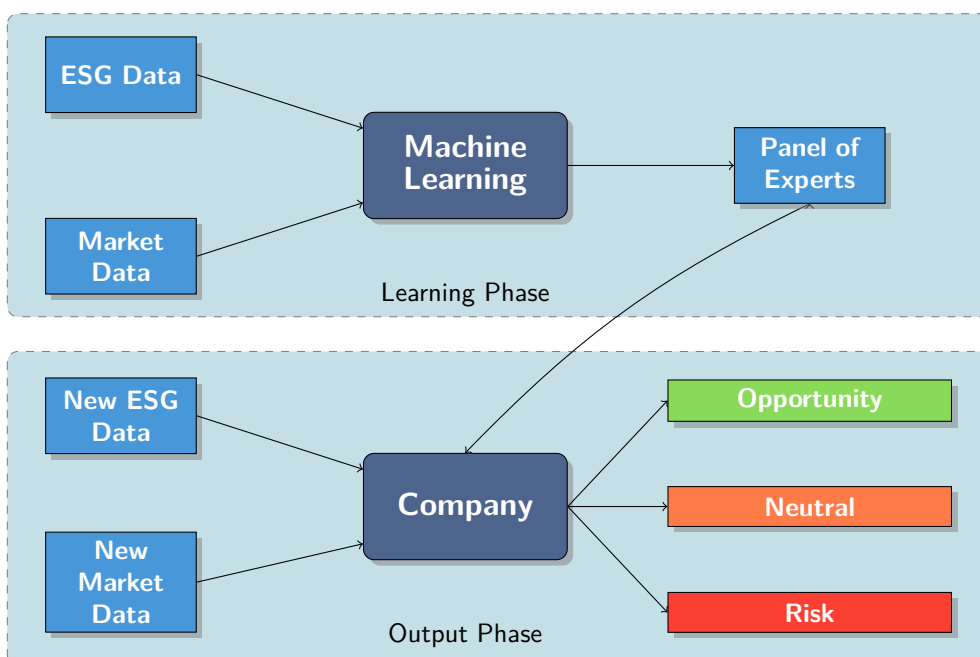 ESG Data
Machine
Learning
Panel of
Experts
Market
Data
Learning Phase
New ESG
Data
Opportunity
Company
Neutral
New
Market
Data
Risk
Output Phase